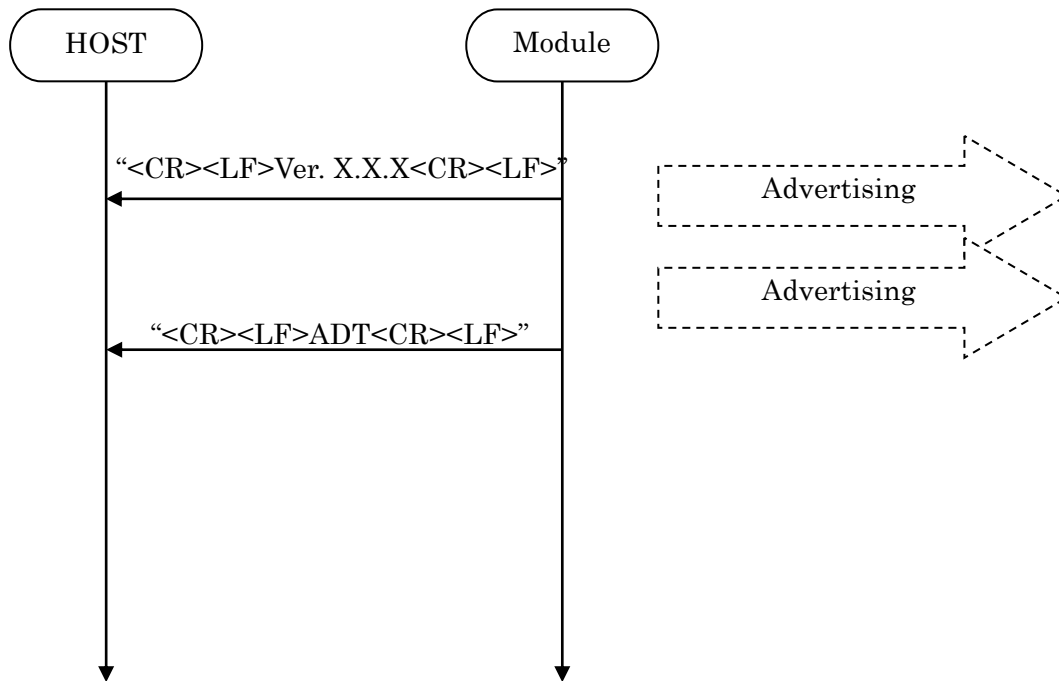 HOST
Module
“<CR><LF>Ver. X.X.X<CR><LF>”
Advertising
Advertising
“<CR><LF>ADT<CR><LF>”